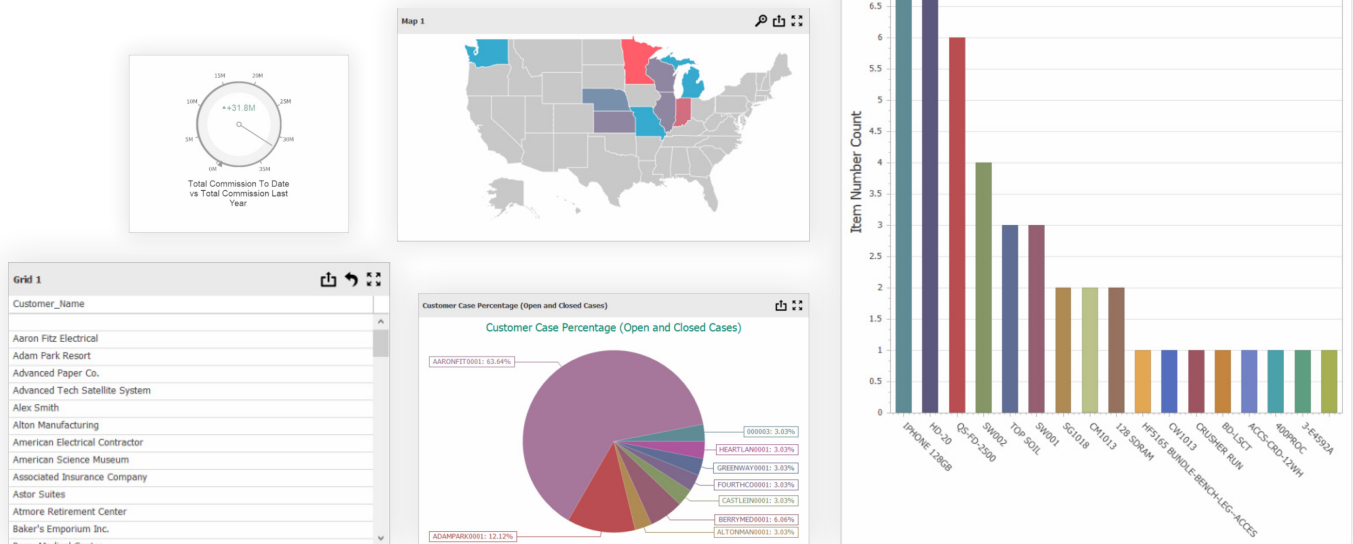 15M
20M
10M
25M
++31.8M
5M
30M
0M
35M
Total Commission To Date
vs Total Commission Last
Year
Map 1
Grid 1
Customer_Name
Aaron Fitz Electrical
Adam Park Resort
Advanced Paper Co.
Advanced Tech Satellite System
Alex Smith
Alton Manufacturing
American Electrical Contractor
American Science Museum
Associated Insurance Company
Astor Suites
Atmore Retirement Center
Baker's Emporium Inc.
Customer Case Percentage (Open and Closed Cases)
Customer Case Percentage (Open and Closed Cases)
AARONFIT0001: 63.64%
000003: 3.03%
HEARTLAN0001: 3.03%
GREENWAY0001: 3.03%
FOURTHCO0001: 3.03%
CASTLEIN0001: 3.03%
BERRYMED0001: 6.06%
ALTONMAN0001: 3.03%
ADAMPARK0001: 12.12%
Item Number Count
6.5
6
5.5
5
4.5
4
3.5
3
2.5
2
1.5
1
0.5
0
IPHONE 128GB
HD-20
QS-FD-2500
SW002
TOP SOIL
SW001
SG1018
CM1013
128 SDRAM
HF5165 BUNDLE-BENCH-LEG-ACCES
CW1013
CRUSHER RUN
BD-LSCT
ACCS-CRD-12WH
400PROC
3-E4592A